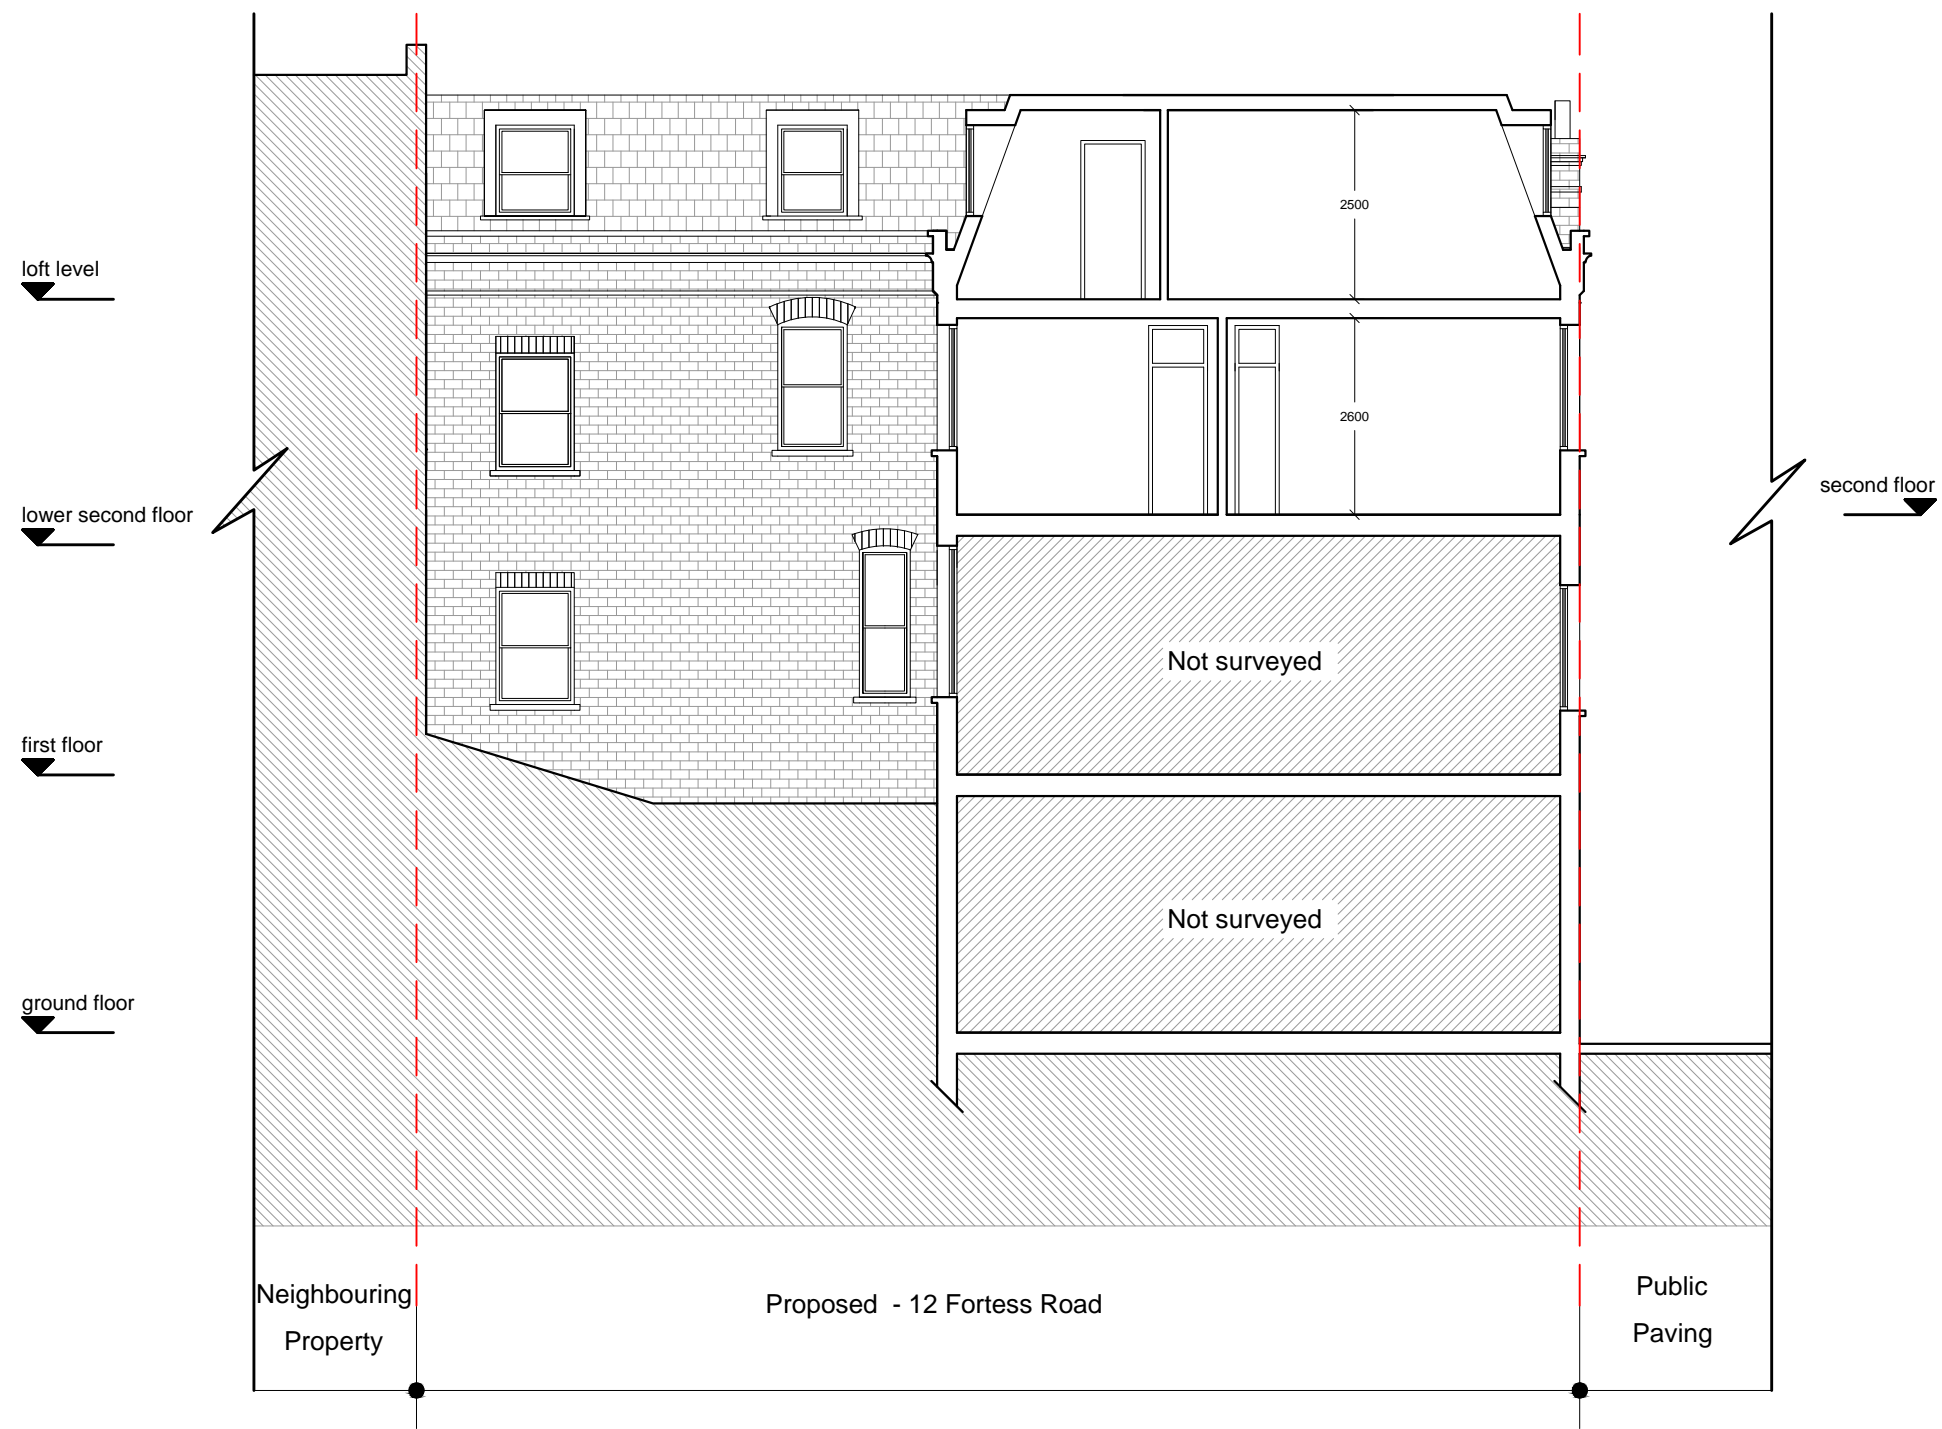 loft level
2500
2600
lower second floor
second floor
Not surveyed
first floor
Not surveyed
ground floor
Neighbouring
Property
Proposed - 12 Fortess Road
Public
Paving